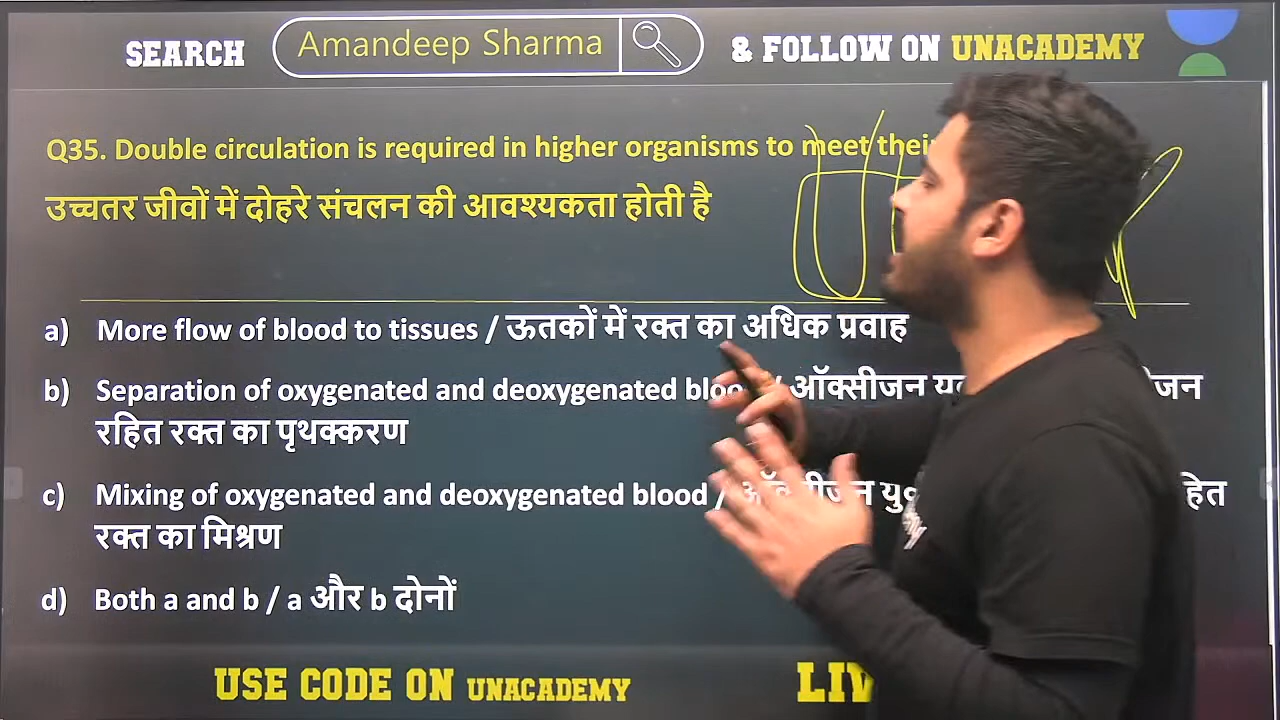 SEARCH Amandeep Sharma & FOLLOW ON UNACADEMY
Q35. Double circulation is required in higher organisms to meet their
उच्चतर जीवों में दोहरे संचलन की आवश्यकता होती है
a) More flow of blood to tissues / ऊतकों में रक्त का अधिक प्रवाह
b) Separation of oxygenated and deoxygenated blood / ऑक्सीजन
रहित रक्त का पृथक्करण
c) Mixing of oxygenated and deoxygenated blood /
रक्त का मिश्रण
d) Both a and b / a और b दोनों
USE CODE ON UNACADEMY